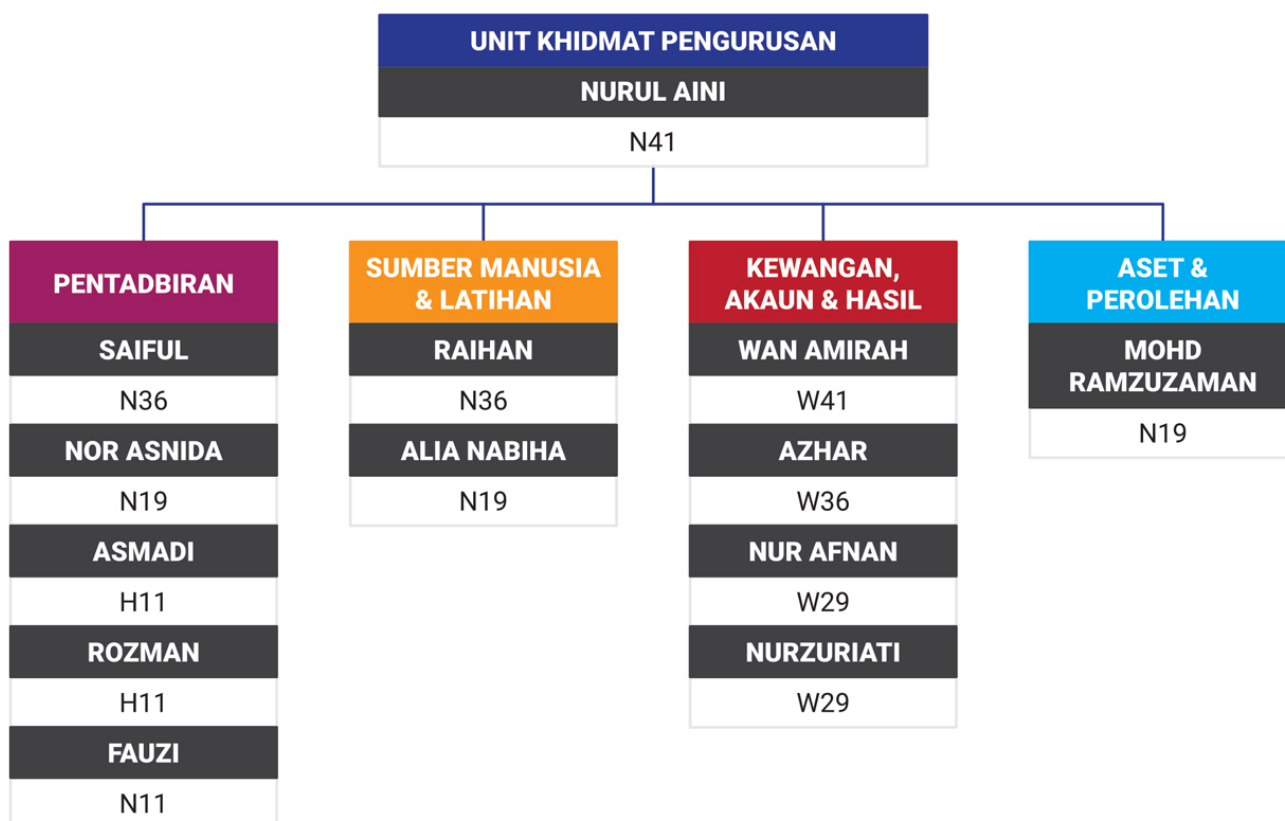 UNIT KHIDMAT PENGURUSAN
NURUL AINI
N41
PENTADBIRAN
SAIFUL
N36
NOR ASNIDA
N19
ASMADI
H11
ROZMAN
H11
FAUZI
N11
SUMBER MANUSIA
& LATIHAN
RAIHAN
N36
ALIA NABIHA
N19
KEWANGAN,
AKAUN & HASIL
WAN AMIRAH
W41
AZHAR
W36
NUR AFNAN
W29
NURZURIATI
W29
ASET &
PEROLEHAN
MOHD
RAMZUZAMAN
N19